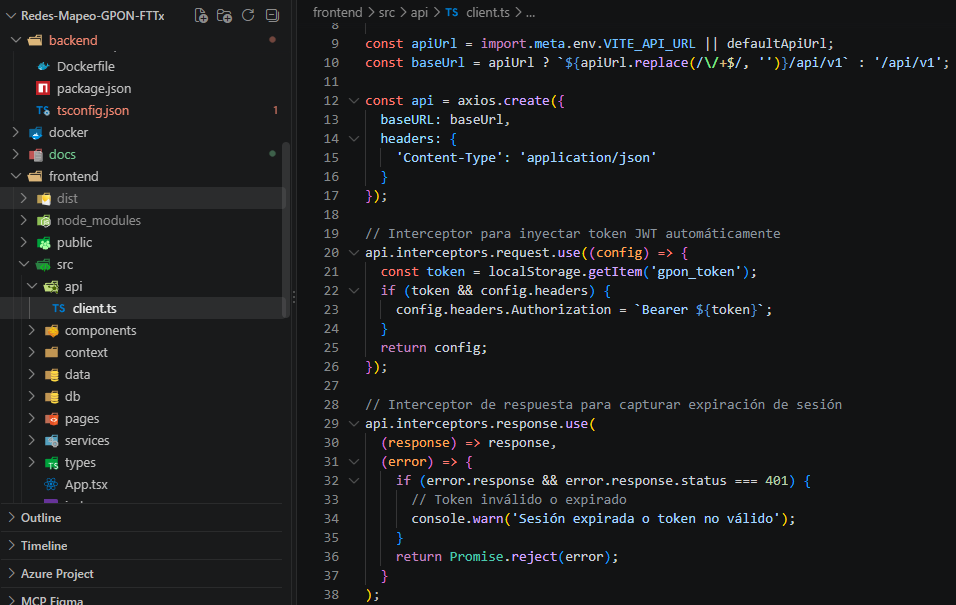 Redes-Mapeo-GPON-FTTx
backend
Dockerfile
package.json
tsconfig.json 1
docker
docs
frontend
dist
node_modules
public
src
api
TS client.ts
components
context
data
db
pages
services
types
App.tsx
Outline
Timeline
Azure Project
MCP Figma
frontend > src > api > TS client.ts > ...
8
9 const apiUrl = import.meta.env.VITE_API_URL || defaultApiUrl;
10 const baseUrl = apiUrl ? `${apiUrl.replace(/\/+$/, '')}/api/v1` : '/api/v1';
11
12 const api = axios.create({
13   baseURL: baseUrl,
14   headers: {
15     'Content-Type': 'application/json'
16   }
17 });
18
19 // Interceptor para inyectar token JWT automáticamente
20 api.interceptors.request.use((config) => {
21   const token = localStorage.getItem('gpon_token');
22   if (token && config.headers) {
23     config.headers.Authorization = `Bearer ${token}`;
24   }
25   return config;
26 });
27
28 // Interceptor de respuesta para capturar expiración de sesión
29 api.interceptors.response.use(
30   (response) => response,
31   (error) => {
32     if (error.response && error.response.status === 401) {
33       // Token inválido o expirado
34       console.warn('Sesión expirada o token no válido');
35     }
36     return Promise.reject(error);
37   }
38 );